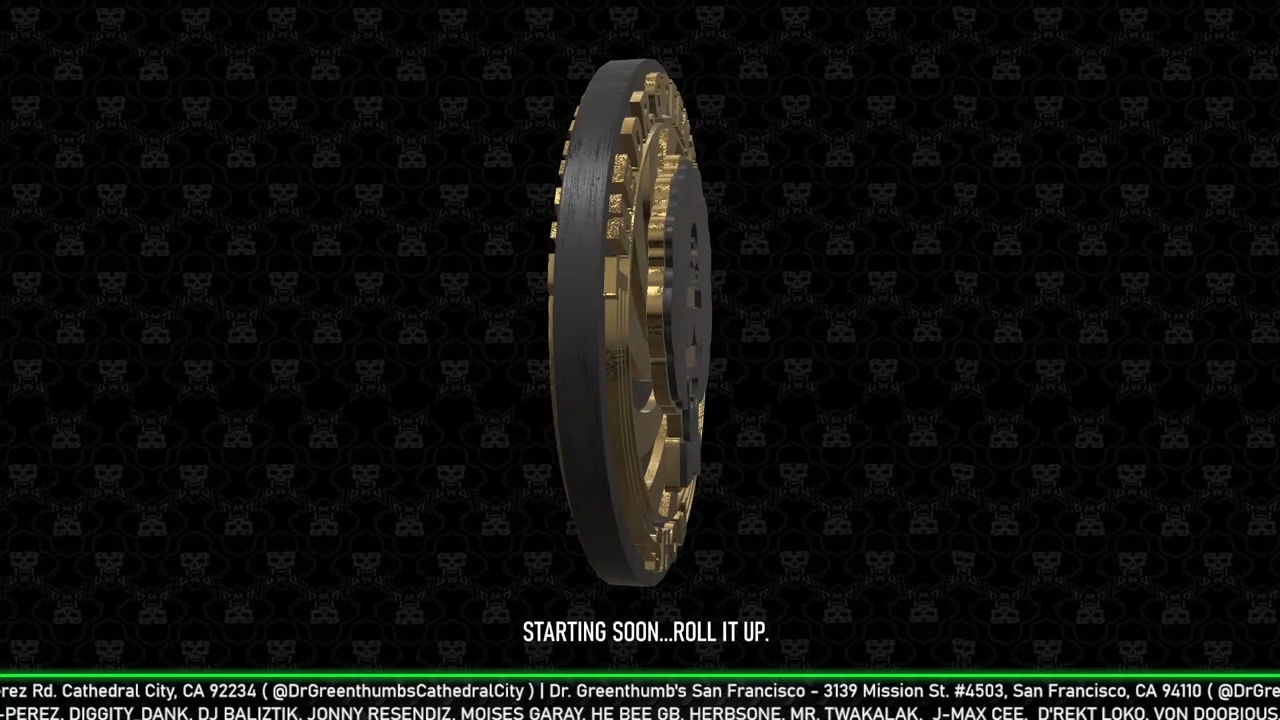 STARTING SOON...ROLL IT UP.
rez Rd. Cathedral City, CA 92234 ( @DrGreenthumbsCathedralCity ) | Dr. Greenthumb's San Francisco - 3139 Mission St. #4503, San Francisco, CA 94110 ( @DrGre
-PEREZ, DIGGITY DANK, DJ BALIZTIK, JONNY RESENDIZ, MOISES GARAY, HE BEE GB, HERBSONE, MR. TWAKALAK, J-MAX CEE, D'REKT LOKO, VON DOOBIOUS